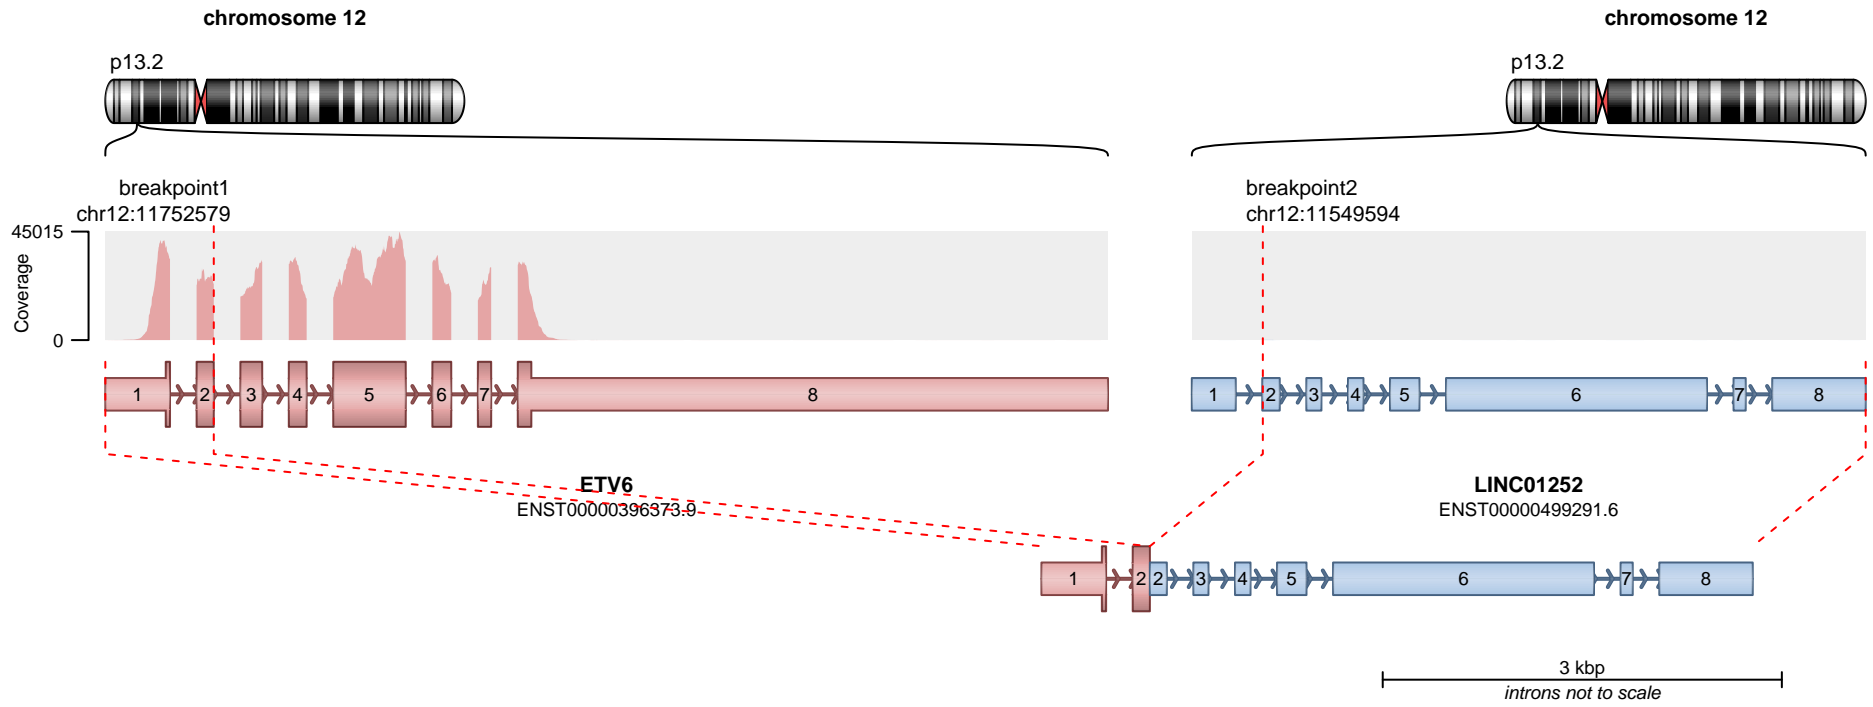 chromosome 12
chromosome 12
p13.2
p13.2
breakpoint1
chr12:11752579
breakpoint2
chr12:11549594
45015
Coverage
0
1 2 3 4 5 6 7 8
1 2 3 4 5 6 7 8
ETV6
ENST00000396373.9
LINC01252
ENST00000499291.6
1 2 2 3 4 5 6 7 8
3 kbp
introns not to scale